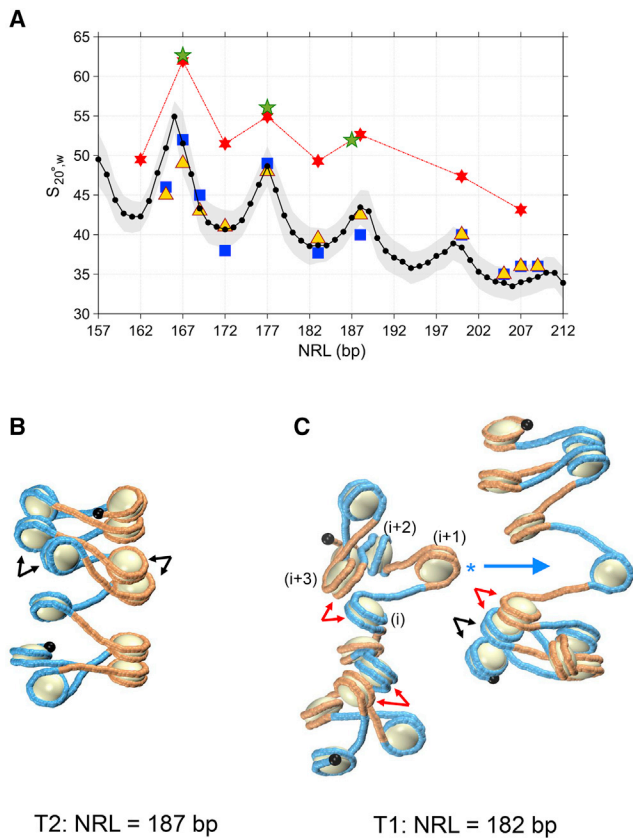 A
65
60
55
50
45
40
35
30
S20°,w
157 162 167 172 177 182 187 192 197 202 207 212
NRL (bp)
B
C
(i+2)
(i+1)
(i+3)
*
(i)
T2: NRL = 187 bp
T1: NRL = 182 bp